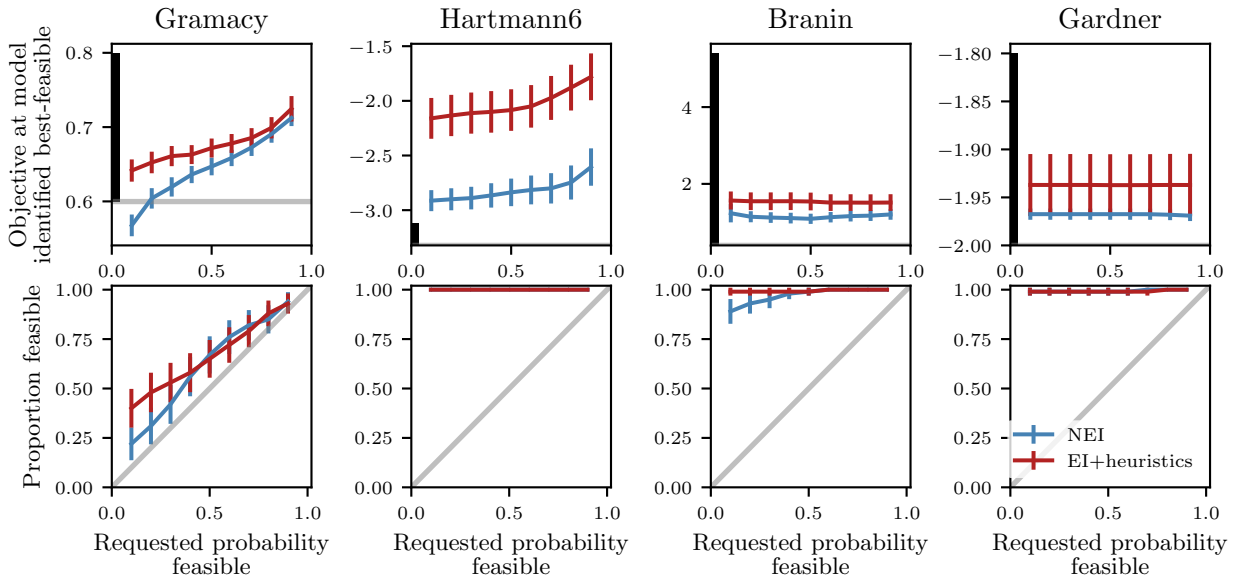 Gramacy
Hartmann6
Branin
Gardner
Objective at model
identified best-feasible
0.8
0.7
0.6
0.0 0.5 1.0
−1.5
−2.0
−2.5
−3.0
0.0 0.5 1.0
4
2
0.0 0.5 1.0
−1.80
−1.85
−1.90
−1.95
−2.00
0.0 0.5 1.0
Proportion feasible
1.00
0.75
0.50
0.25
0.00
0.0 0.5 1.0
Requested probability
feasible
1.00
0.75
0.50
0.25
0.00
0.0 0.5 1.0
Requested probability
feasible
1.00
0.75
0.50
0.25
0.00
0.0 0.5 1.0
Requested probability
feasible
1.00
0.75
0.50
0.25
0.00
NEI
EI+heuristics
0.0 0.5 1.0
Requested probability
feasible